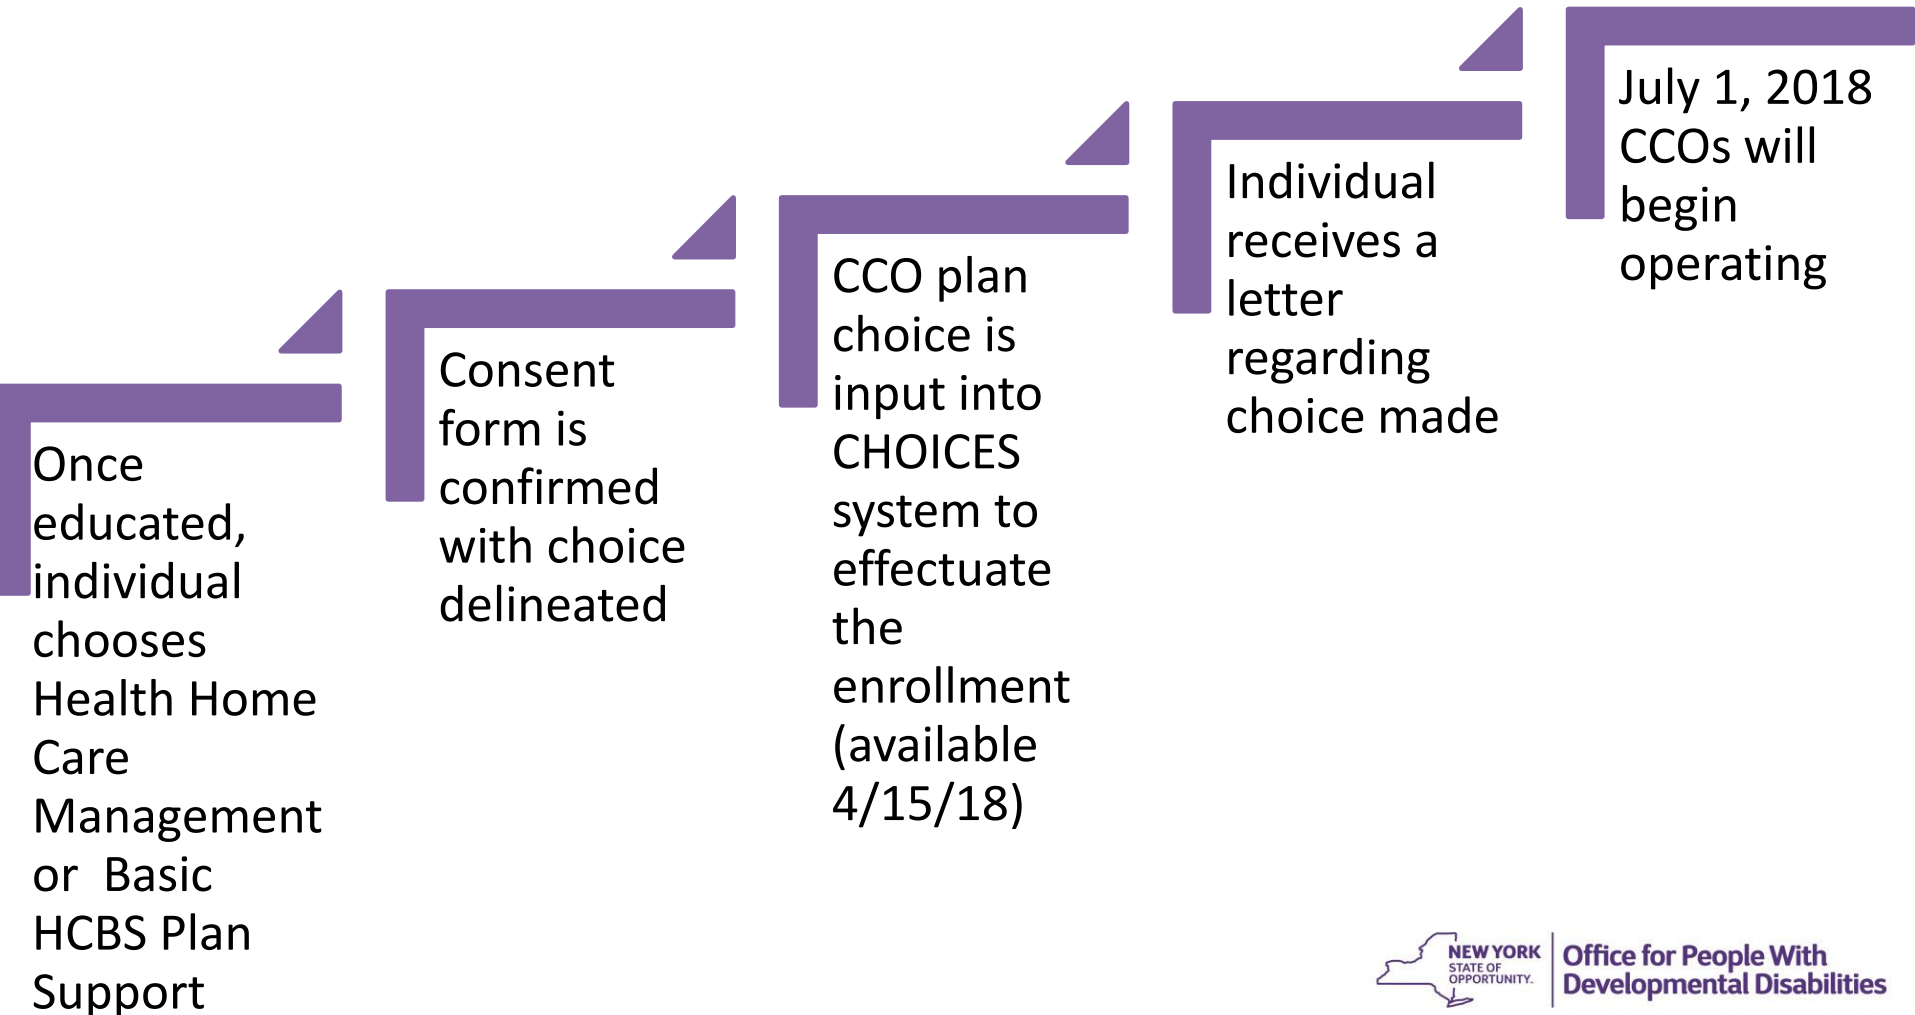 Once
educated,
individual
chooses
Health Home
Care
Management
or  Basic
HCBS Plan
Support
Consent
form is
confirmed
with choice
delineated
CCO plan
choice is
input into
CHOICES
system to
effectuate
the
enrollment
(available
4/15/18)
Individual
receives a
letter
regarding
choice made
July 1, 2018
CCOs will
begin
operating
NEW YORK
STATE OF
OPPORTUNITY.
Office for People With
Developmental Disabilities